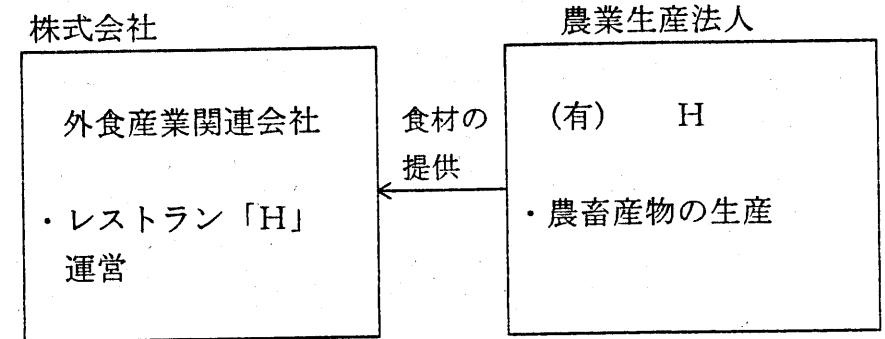 株式会社
外食産業関連会社
・レストラン「H」
運営
食材の
提供
農業生産法人
(有) H
・農畜産物の生産